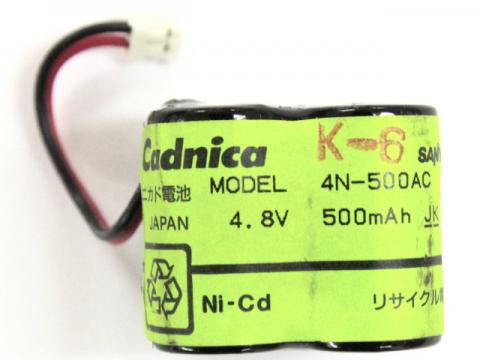 K-6
Cadnica SANY
MODEL 4N-500AC
ニカド電池
JAPAN 4.8V 500mAh JK
Ni-Cd リサイクル